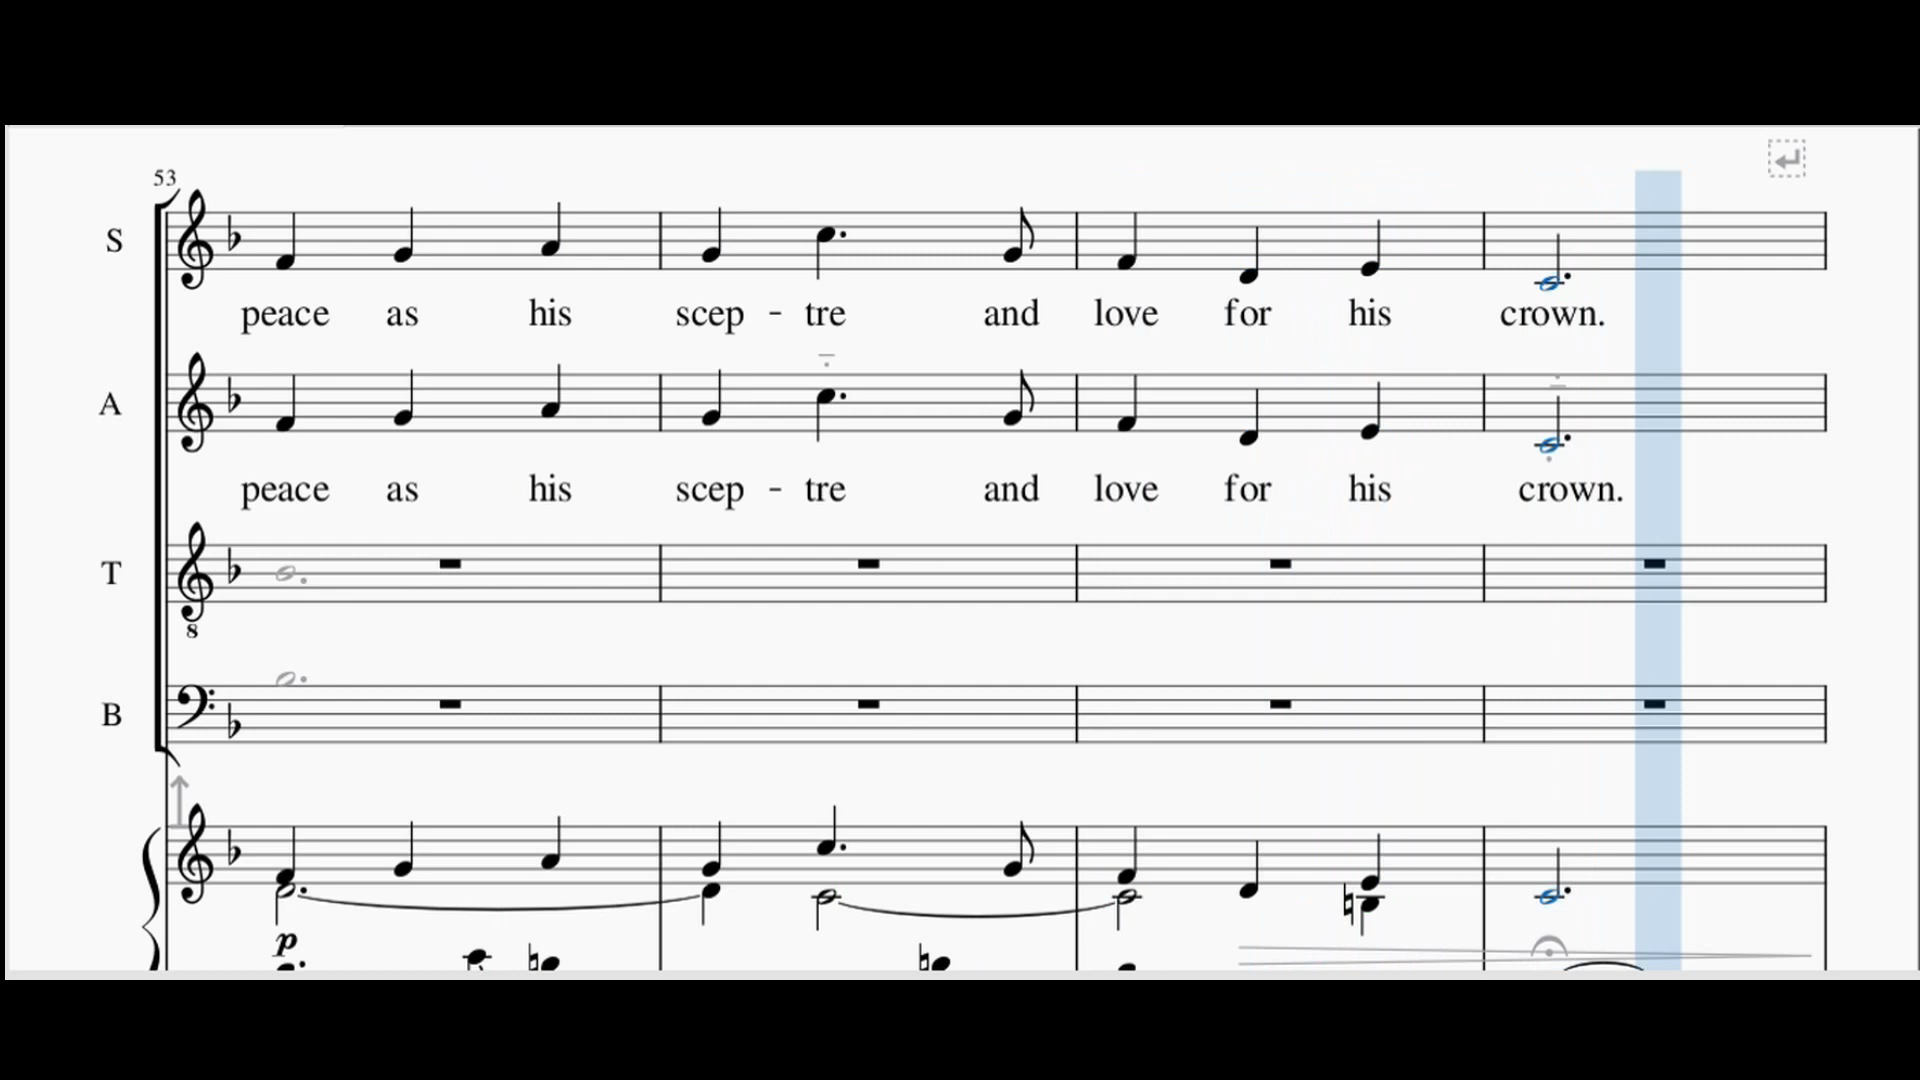 53
S
peace as his scep - tre and love for his crown.
A
peace as his scep - tre and love for his crown.
T
8
B
p